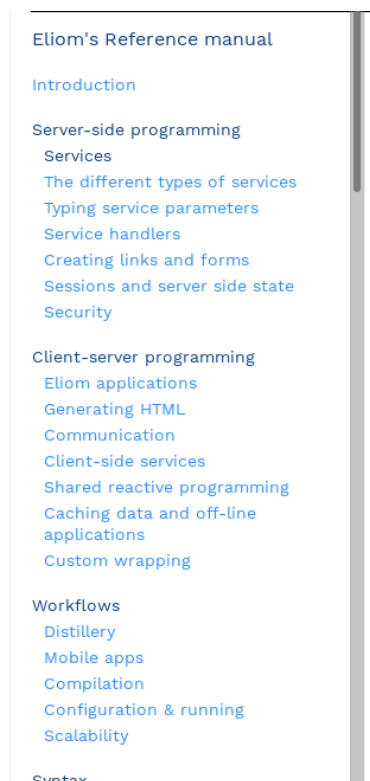 Eliom's Reference manual
Introduction
Server-side programming
Services
The different types of services
Typing service parameters
Service handlers
Creating links and forms
Sessions and server side state
Security
Client-server programming
Eliom applications
Generating HTML
Communication
Client-side services
Shared reactive programming
Caching data and off-line
applications
Custom wrapping
Workflows
Distillery
Mobile apps
Compilation
Configuration & running
Scalability
Syntax